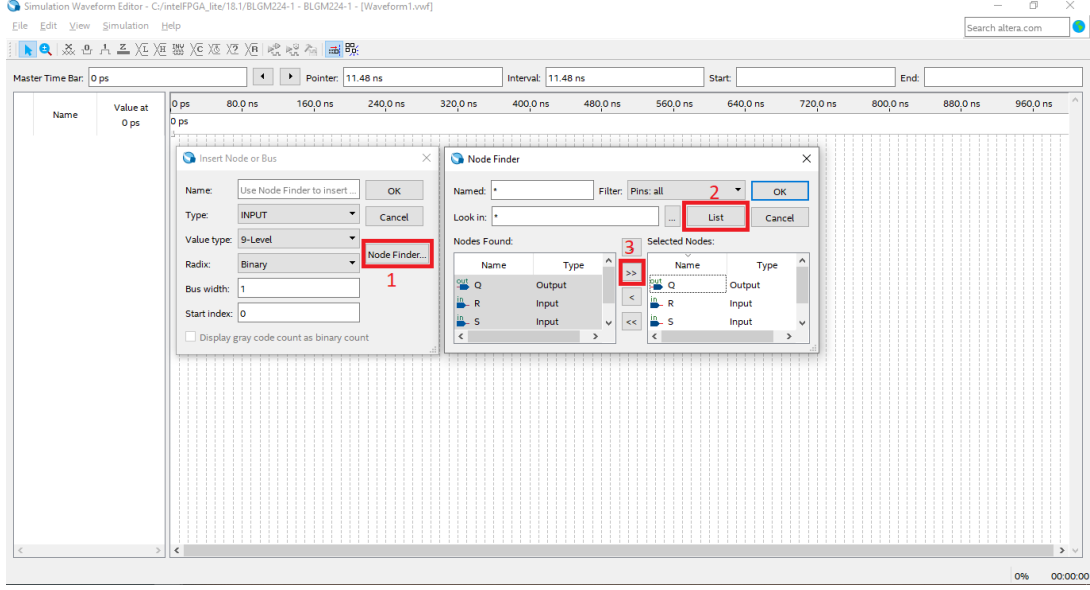 Simulation Waveform Editor - C:/intelFPGA_lite/18.1/BLGM224-1 - BLGM224-1 - [Waveform1.vwf]
File Edit View Simulation Help
Search altera.com
Master Time Bar: 0 ps Pointer: 11.48 ns Interval: 11.48 ns Start: End:
Name Value at 0 ps
0 ps 80.0 ns 160.0 ns 240.0 ns 320.0 ns 400.0 ns 480.0 ns 560.0 ns 640.0 ns 720.0 ns 800.0 ns 880.0 ns 960.0 ns
0 ps
Insert Node or Bus
Name: Use Node Finder to insert ... OK
Type: INPUT Cancel
Value type: 9-Level
Node Finder...
Radix: Binary
1
Bus width: 1
Start index: 0
Display gray code count as binary count
Node Finder
Named: * Filter: Pins: all 2 OK
Look in: * ... List Cancel
Nodes Found: 3 Selected Nodes:
Name Type >> Name Type
out Q Output out Q Output
in R Input < in R Input
in S Input << in S Input
0% 00:00:00